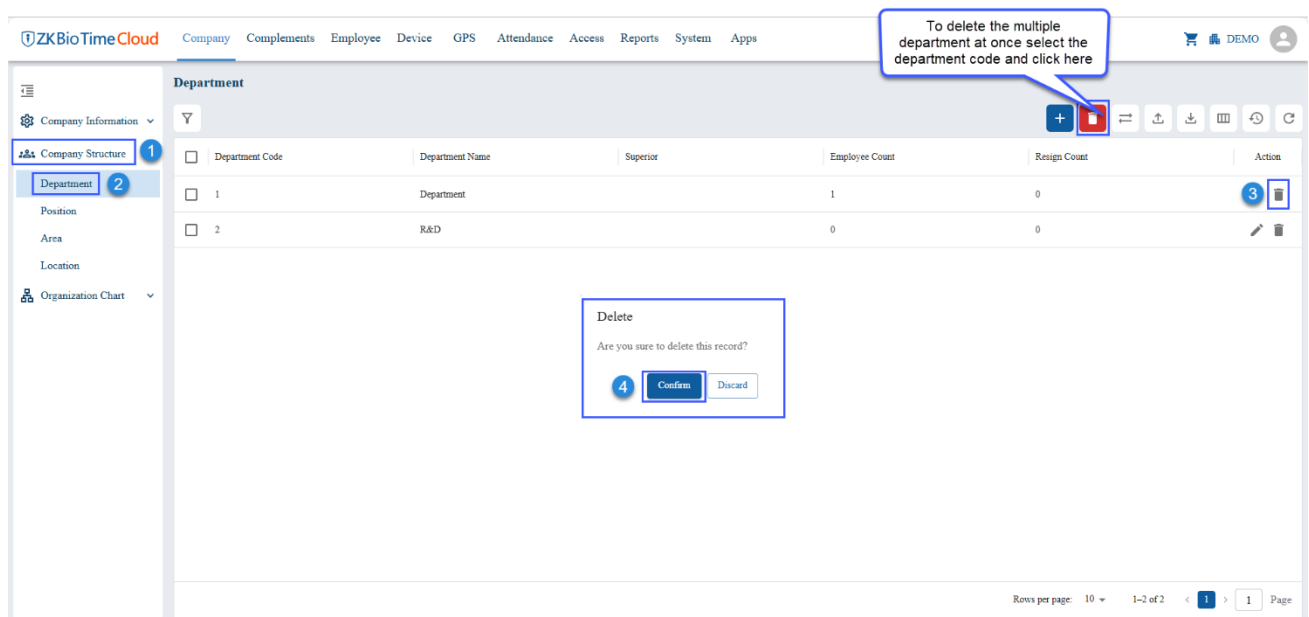 To delete the multiple
department at once select the
department code and click here
ZKBioTime Cloud Company Complements Employee Device GPS Attendance Access Reports System Apps DEMO
Department
Company Information
Company Structure 1
Department Code Department Name Superior Employee Count Resign Count Action
Department 2
1 Department 1 0 3
Position
2 R&D 0 0
Area
Location
Organization Chart
Delete
Are you sure to delete this record?
4 Confirm Discard
Rows per page: 10 1–2 of 2 < 1 > 1 Page